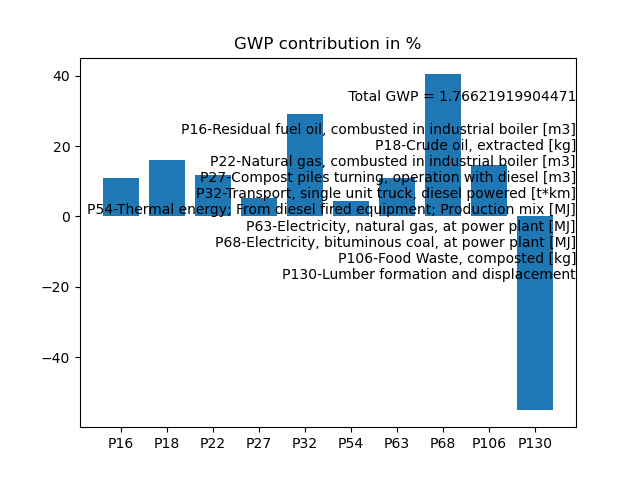 GWP contribution in %
40
20
0
−20
−40
Total GWP = 1.76621919904471
P16-Residual fuel oil, combusted in industrial boiler [m3]
P18-Crude oil, extracted [kg]
P22-Natural gas, combusted in industrial boiler [m3]
P27-Compost piles turning, operation with diesel [m3]
P32-Transport, single unit truck, diesel powered [t*km]
P54-Thermal energy; From diesel fired equipment; Production mix [MJ]
P63-Electricity, natural gas, at power plant [MJ]
P68-Electricity, bituminous coal, at power plant [MJ]
P106-Food Waste, composted [kg]
P130-Lumber formation and displacement
P16 P18 P22 P27 P32 P54 P63 P68 P106 P130